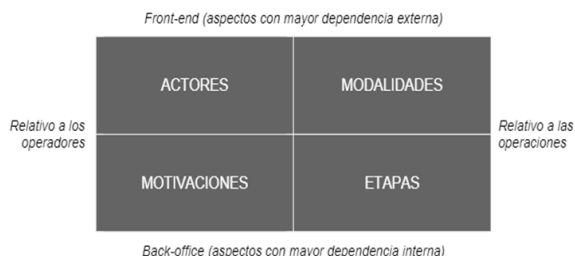 Front-end (aspectos con mayor dependencia externa)
ACTORES
MODALIDADES
Relativo a los
operadores
Relativo a las
operaciones
MOTIVACIONES
ETAPAS
Back-office (aspectos con mayor dependencia interna)